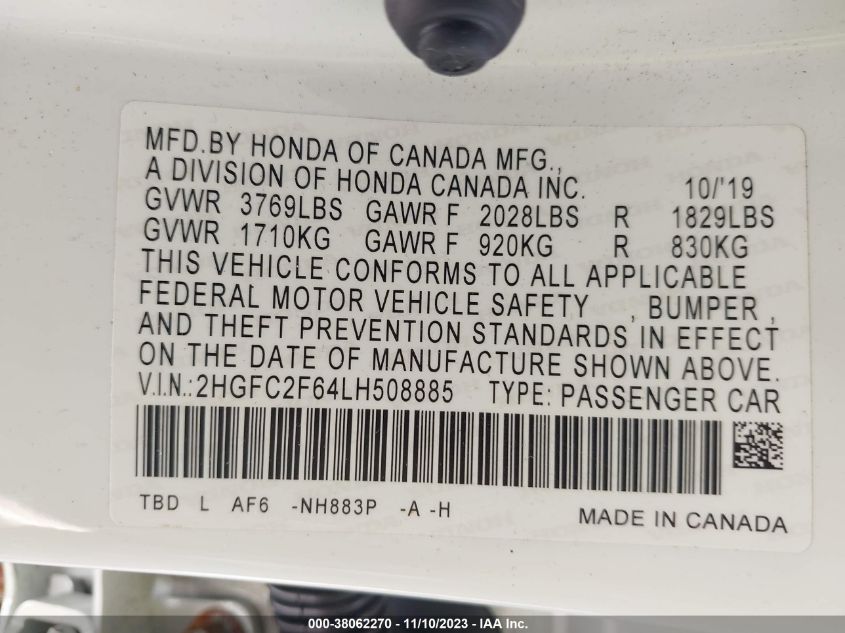 MFD.BY HONDA OF CANADA MFG.,
A DIVISION OF HONDA CANADA INC. 10/'19
GVWR 3769LBS GAWR F 2028LBS R 1829LBS
GVWR 1710KG GAWR F 920KG R 830KG
THIS VEHICLE CONFORMS TO ALL APPLICABLE
FEDERAL MOTOR VEHICLE SAFETY , BUMPER ,
AND THEFT PREVENTION STANDARDS IN EFFECT
ON THE DATE OF MANUFACTURE SHOWN ABOVE.
V.I.N.:2HGFC2F64LH508885 TYPE: PASSENGER CAR
TBD L AF6 -NH883P -A -H
MADE IN CANADA
000-38062270 - 11/10/2023 - IAA Inc.